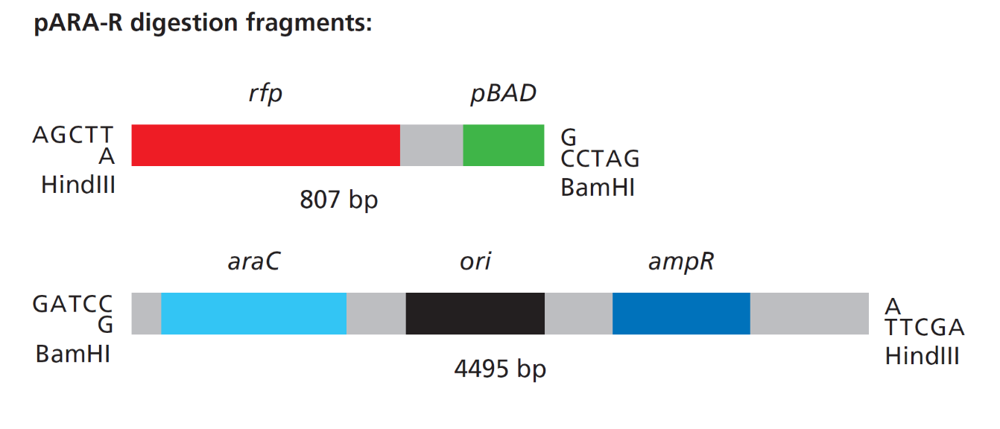 pARA-R digestion fragments:
rfp pBAD
AGCTT G
A CCTAG
HindIII BamHI
807 bp
araC ori ampR
GATCC A
G TTCGA
BamHI HindIII
4495 bp